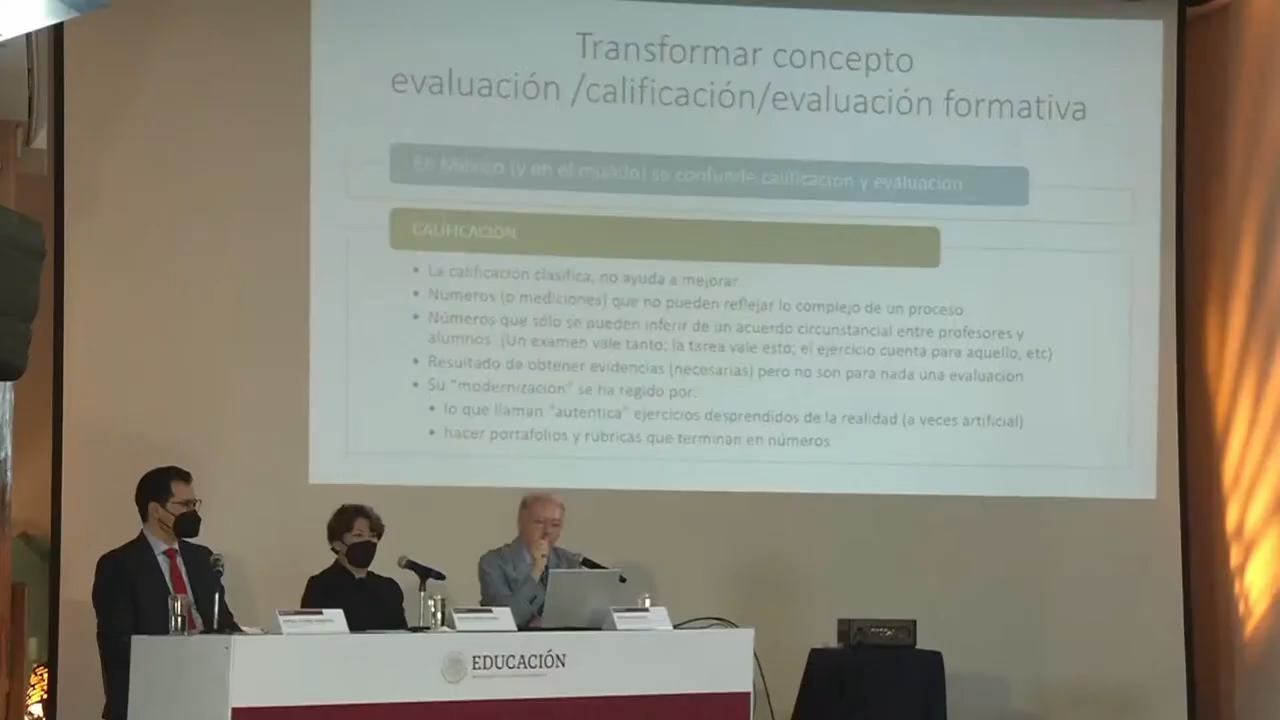 Transformar concepto
evaluación /calificación/evaluación formativa
En México (y en el mundo) se confunde calificación y evaluación
CALIFICACIÓN
• La calificación clasifica, no ayuda a mejorar
• Números (o mediciones) que no pueden reflejar lo complejo de un proceso
• Números que sólo se pueden inferir de un acuerdo circunstancial entre profesores y
alumnos (Un examen vale tanto; la tarea vale esto; el ejercicio cuenta para aquello, etc)
• Resultado de obtener evidencias (necesarias) pero no son para nada una evaluación
• Su "modernización" se ha regido por:
• lo que llaman "autentica" ejercicios desprendidos de la realidad (a veces artificial)
• hacer portafolios y rúbricas que terminan en números
EDUCACIÓN